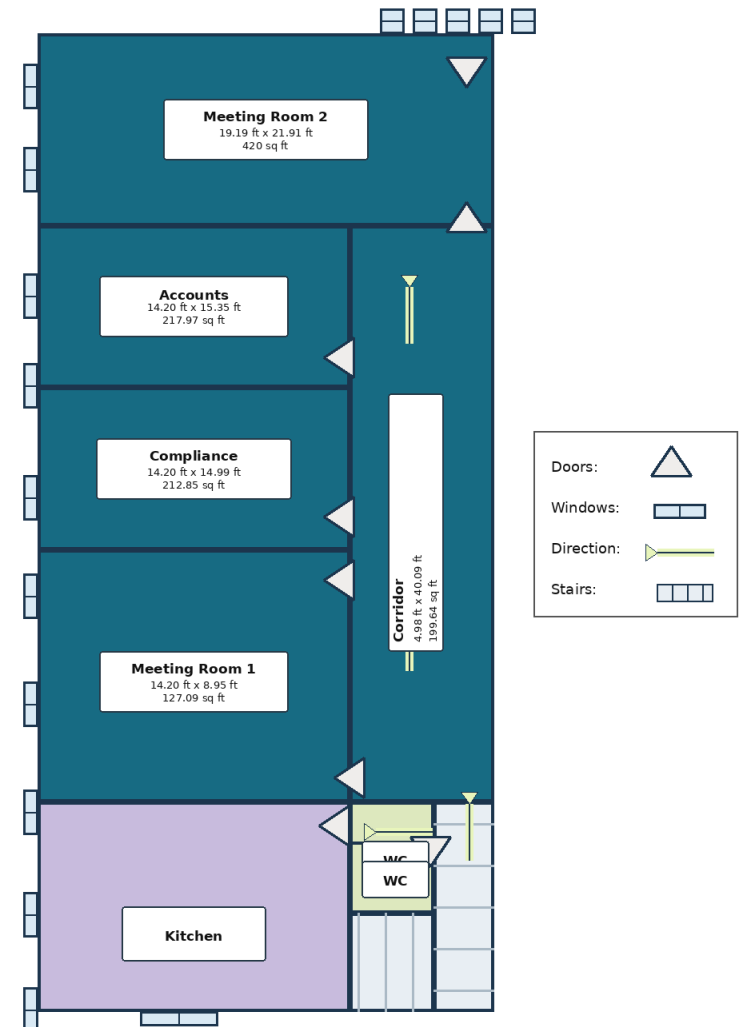 Meeting Room 2
19.19 ft x 21.91 ft
420 sq ft
Accounts
14.20 ft x 15.35 ft
217.97 sq ft
Compliance
14.20 ft x 14.99 ft
212.85 sq ft
Corridor
4.98 ft x 40.09 ft
199.64 sq ft
Meeting Room 1
14.20 ft x 8.95 ft
127.09 sq ft
WC
WC
Kitchen
Doors:
Windows:
Direction:
Stairs: